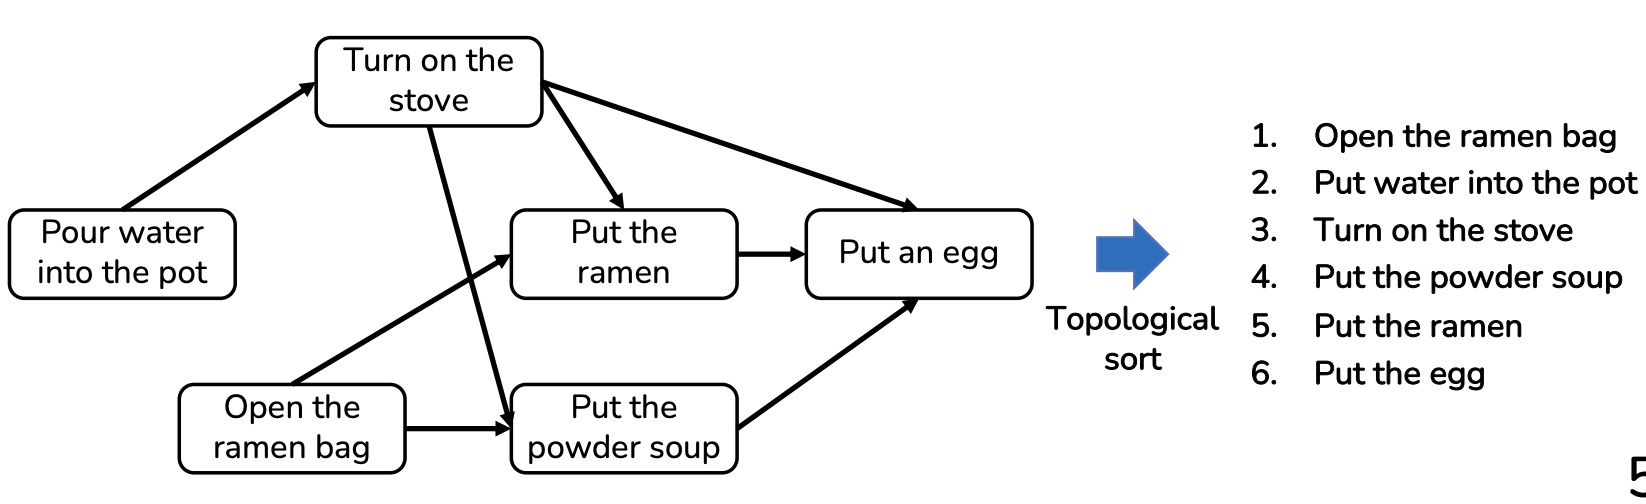 Turn on the
stove
Pour water
into the pot
Put the
ramen
Put an egg
Open the
ramen bag
Put the
powder soup
Topological
sort
1. Open the ramen bag
2. Put water into the pot
3. Turn on the stove
4. Put the powder soup
5. Put the ramen
6. Put the egg